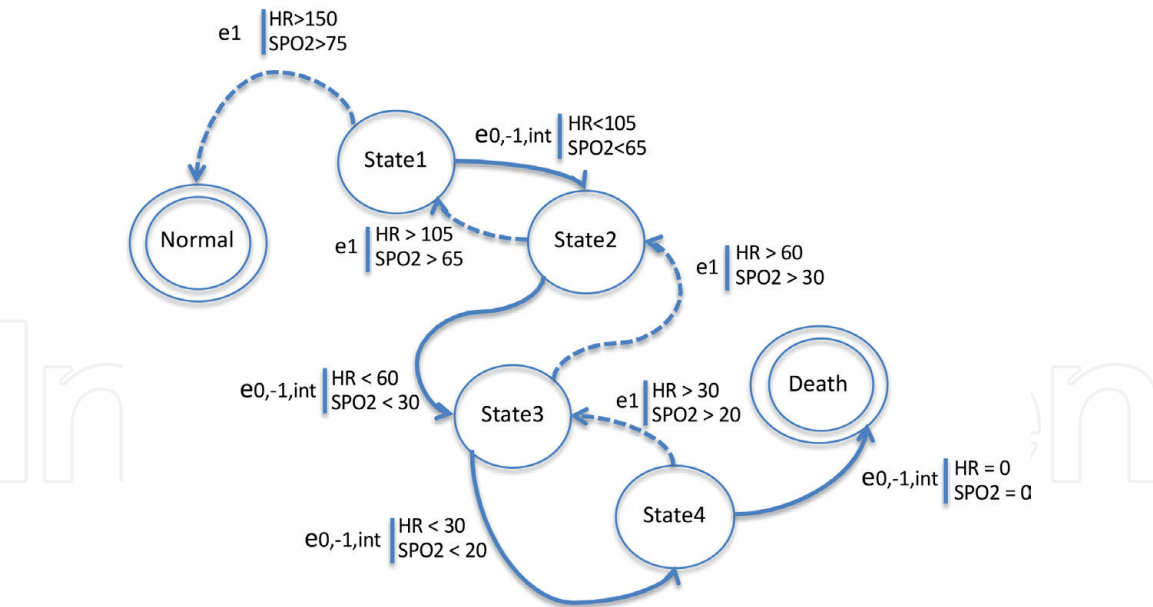 e1
HR>150
SPO2>75
State1
e0,-1,int
HR<105
SPO2<65
Normal
e1
HR > 105
SPO2 > 65
State2
e1
HR > 60
SPO2 > 30
e0,-1,int
HR < 60
SPO2 < 30
State3
e1
HR > 30
SPO2 > 20
Death
e0,-1,int
HR = 0
SPO2 = 0
State4
e0,-1,int
HR < 30
SPO2 < 20